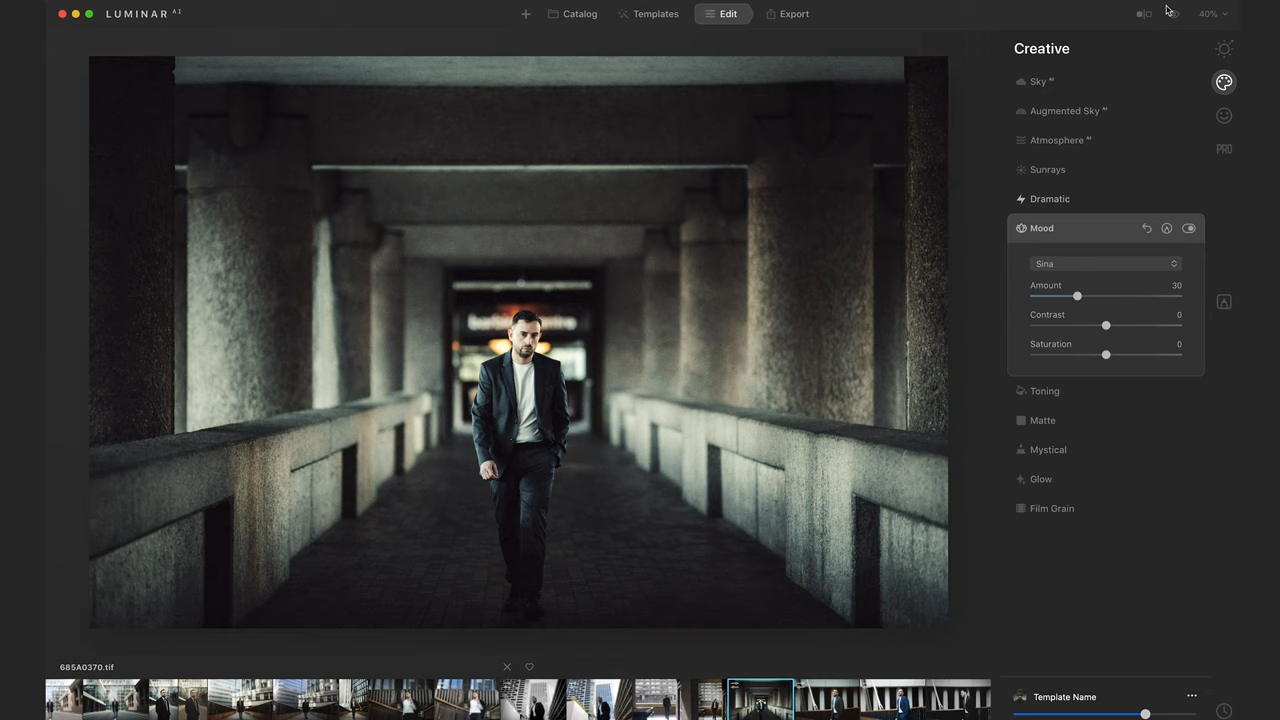 LUMINAR AI
Catalog
Templates
Edit
Export
40%
Creative
Sky AI
Augmented Sky AI
Atmosphere AI
Sunrays
PRO
Dramatic
Mood
Sina
Amount 30
Contrast 0
Saturation 0
Toning
Matte
Mystical
Glow
Film Grain
685A0370.tif
Template Name